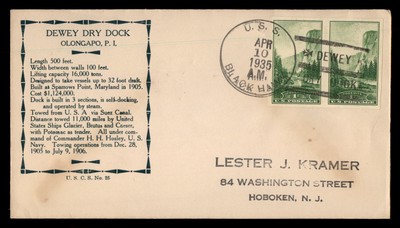 DEWEY DRY DOCK
OLONGAPO, P. I.
Length 500 feet.
Width between walls 100 feet.
Lifting capacity 16,000 tons.
Designed to take vessels up to 32 foot draft.
Built at Sparrows Point, Maryland in 1905.
Cost $1,124,000.
Dock is built in 3 sections, is self-docking,
and operated by steam.
Towed from U. S. A. via Suez Canal.
Distance towed 11,000 miles by United
States Ships Glacier, Brutus and Caesar,
with Potomac as tender. All under com-
mand of Commander H. H. Hosley, U. S.
Navy. Towing operations from Dec. 28,
1905 to July 9, 1906.
U. S. C. S. No. 28
U. S. S.
APR
10
1935
A.M.
BLACK HA
DEWEY
U. S. POSTAGE
LESTER J. KRAMER
84 WASHINGTON STREET
HOBOKEN, N. J.